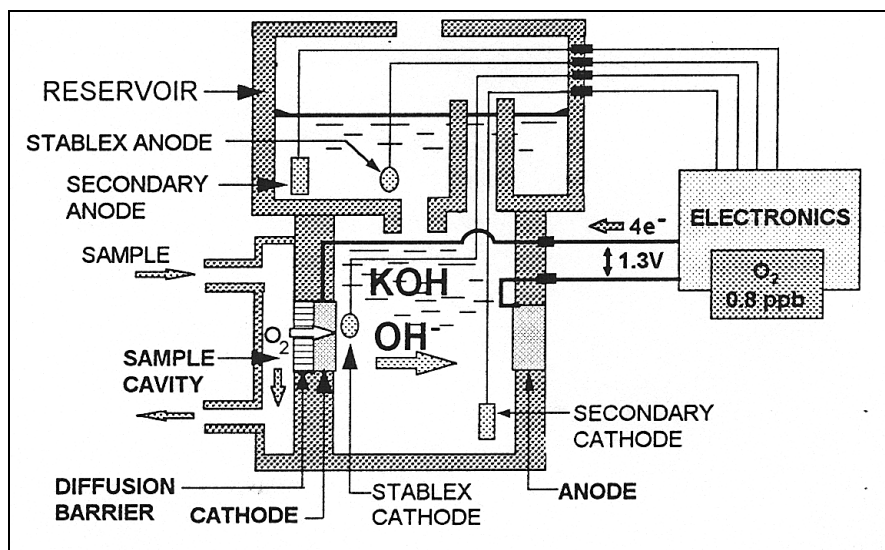 RESERVOIR
STABLEX ANODE
SECONDARY
ANODE
SAMPLE
ELECTRONICS
4e-
1.3V
O2
0.8 ppb
KOH
OH-
O2
SAMPLE
CAVITY
SECONDARY
CATHODE
DIFFUSION
BARRIER
CATHODE
STABLEX
CATHODE
ANODE